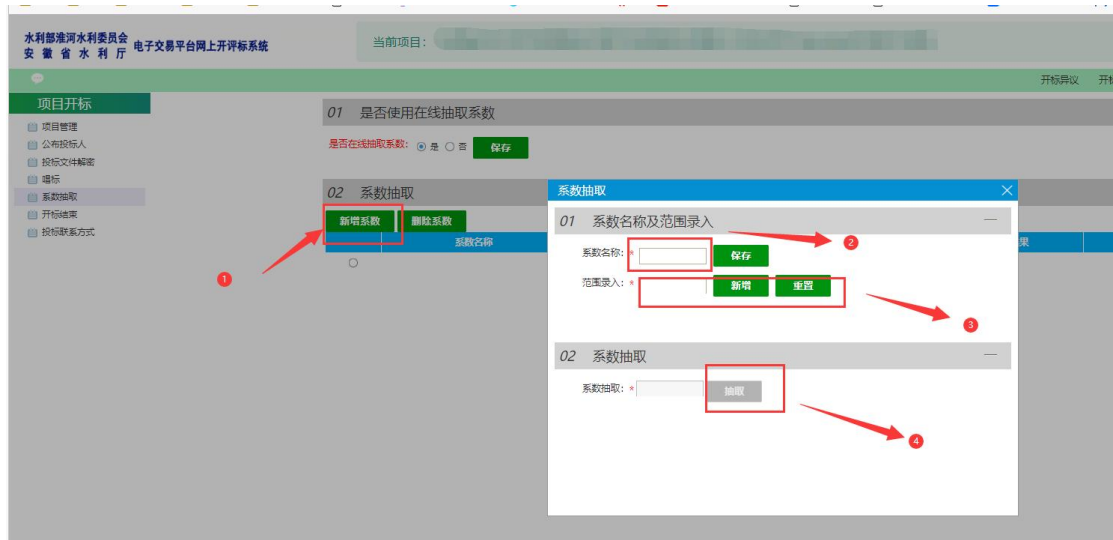 水利部淮河水利委员会
安徽省水利厅
电子交易平台网上开评标系统
当前项目：
开标异议
项目开标
项目管理
公布投标人
投标文件解密
唱标
系数抽取
开标结束
投标联系方式
01 是否使用在线抽取系数
是否在线抽取系数： 是 否 保存
02 系数抽取
新增系数 删除系数
系数名称
1
系数抽取
01 系数名称及范围录入
系数名称：* 保存
2
范围录入：* 新增 重置
3
02 系数抽取
系数抽取：* 抽取
4